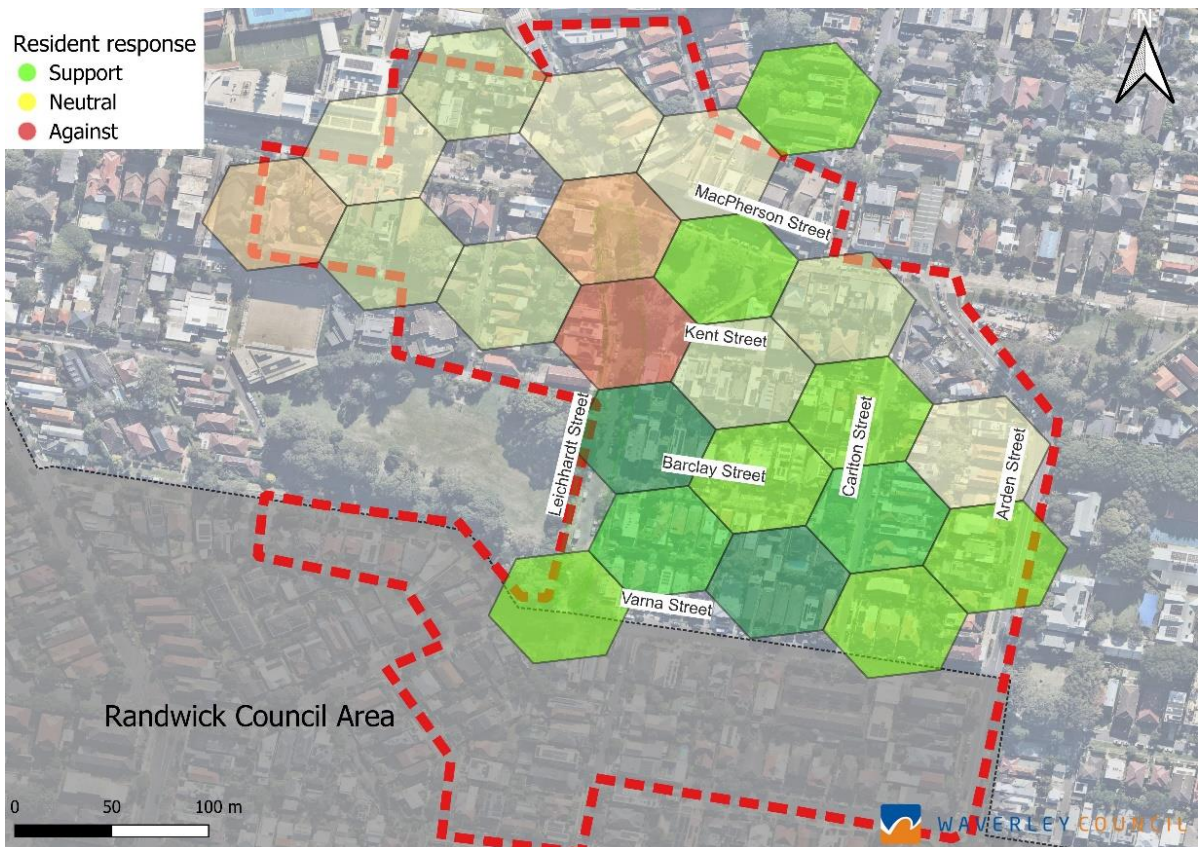 Resident response
Support
Neutral
Against
N
MacPherson Street
Kent Street
Leichhardt Street
Barclay Street
Carlton Street
Arden Street
Varna Street
Randwick Council Area
0 50 100 m
WAVERLEY COUNCIL